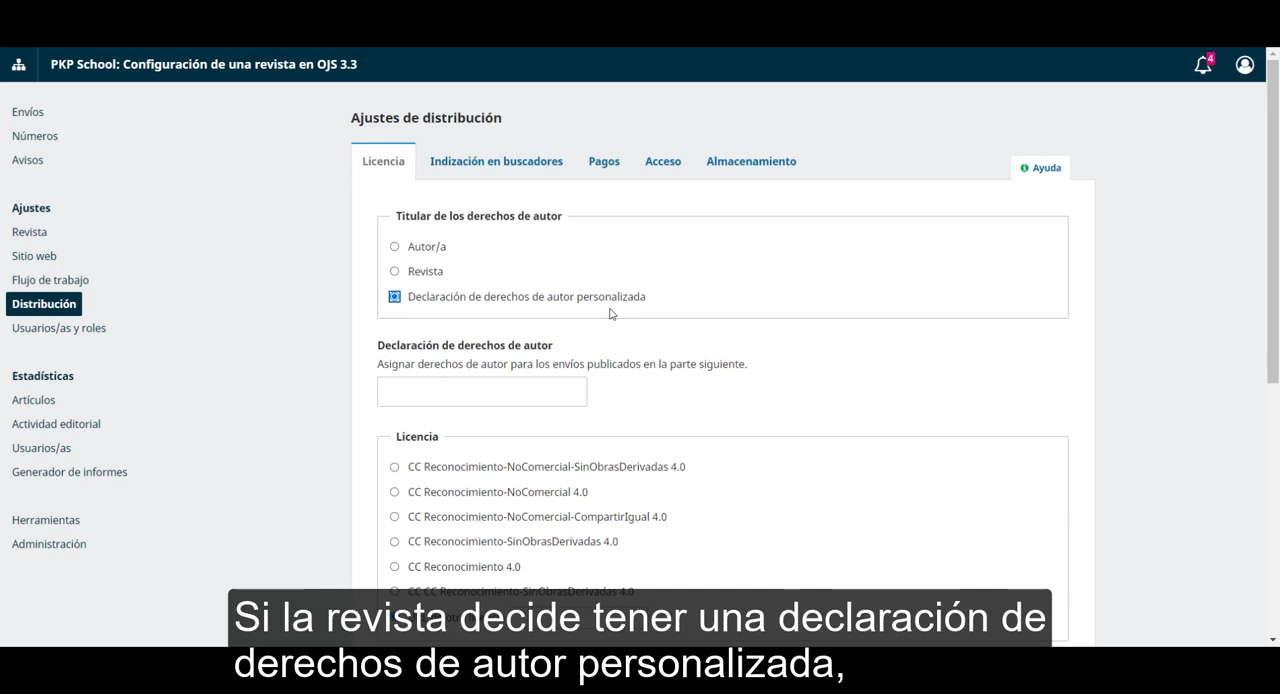 PKP School: Configuración de una revista en OJS 3.3
4
Envíos
Números
Avisos
Ajustes
Revista
Sitio web
Flujo de trabajo
Distribución
Usuarios/as y roles
Estadísticas
Artículos
Actividad editorial
Usuarios/as
Generador de informes
Herramientas
Administración
Ajustes de distribución
Licencia Indización en buscadores Pagos Acceso Almacenamiento
Ayuda
Titular de los derechos de autor
Autor/a
Revista
Declaración de derechos de autor personalizada
Declaración de derechos de autor
Asignar derechos de autor para los envíos publicados en la parte siguiente.
Licencia
CC Reconocimiento-NoComercial-SinObrasDerivadas 4.0
CC Reconocimiento-NoComercial 4.0
CC Reconocimiento-NoComercial-CompartirIgual 4.0
CC Reconocimiento-SinObrasDerivadas 4.0
CC Reconocimiento 4.0
CC CC Reconocimiento-SinObrasDerivadas 4.0
Si la revista decide tener una declaración de
derechos de autor personalizada,